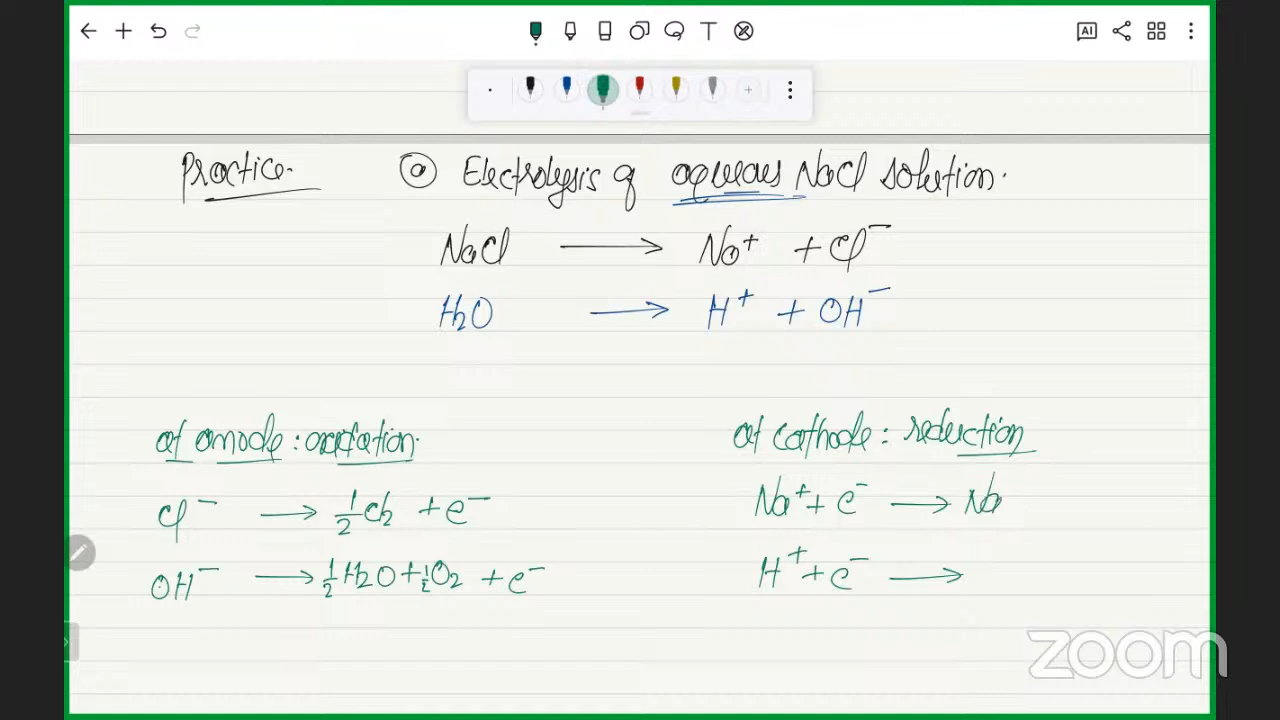 AI
T
Practice.
ⓐ Electrolysis of aqueous NaCl solution.
NaCl ⟶ Na⁺ + Cl⁻
H₂O ⟶ H⁺ + OH⁻
at anode : oxidation.
Cl⁻ ⟶ ½Cl₂ + e⁻
OH⁻ ⟶ ½H₂O + ½O₂ + e⁻
at cathode : reduction
Na⁺ + e⁻ ⟶ Na
H⁺ + e⁻ ⟶
zoom